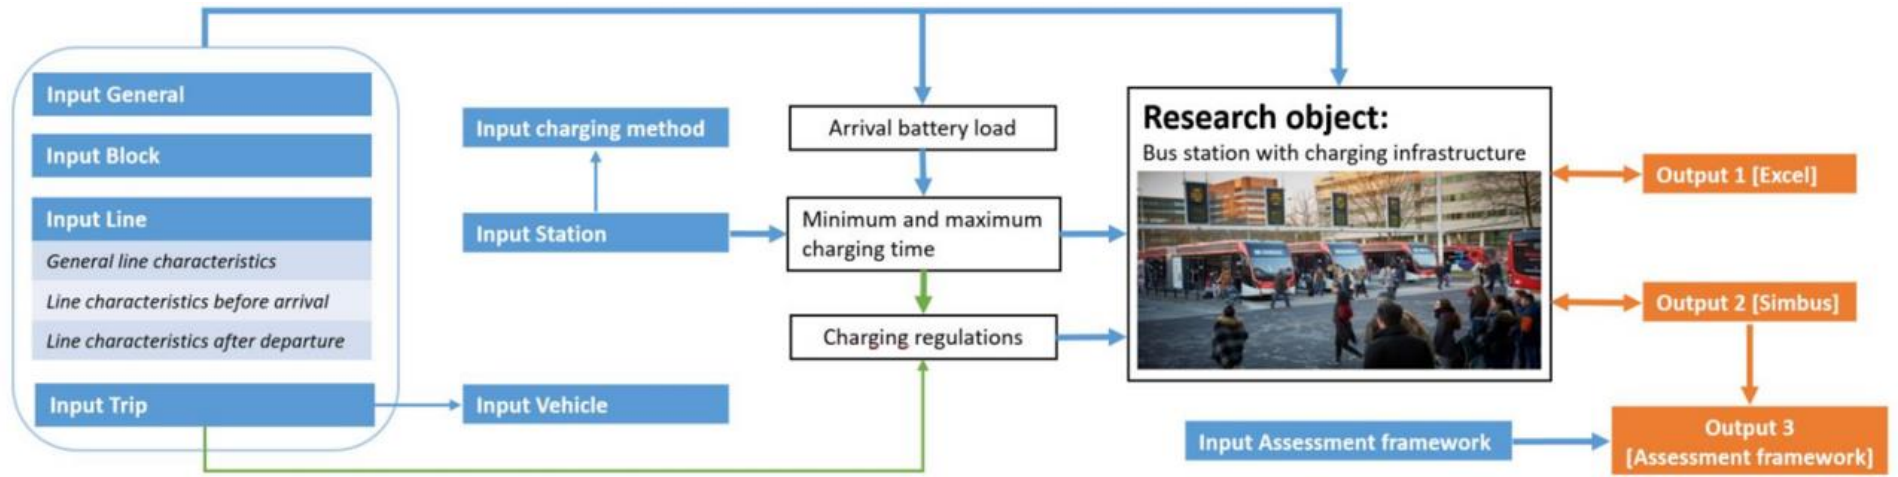 Input General
Input Block
Input Line
General line characteristics
Line characteristics before arrival
Line characteristics after departure
Input Trip
Input charging method
Input Station
Input Vehicle
Arrival battery load
Minimum and maximum
charging time
Charging regulations
Research object:
Bus station with charging infrastructure
Input Assessment framework
Output 1 [Excel]
Output 2 [Simbus]
Output 3
[Assessment framework]